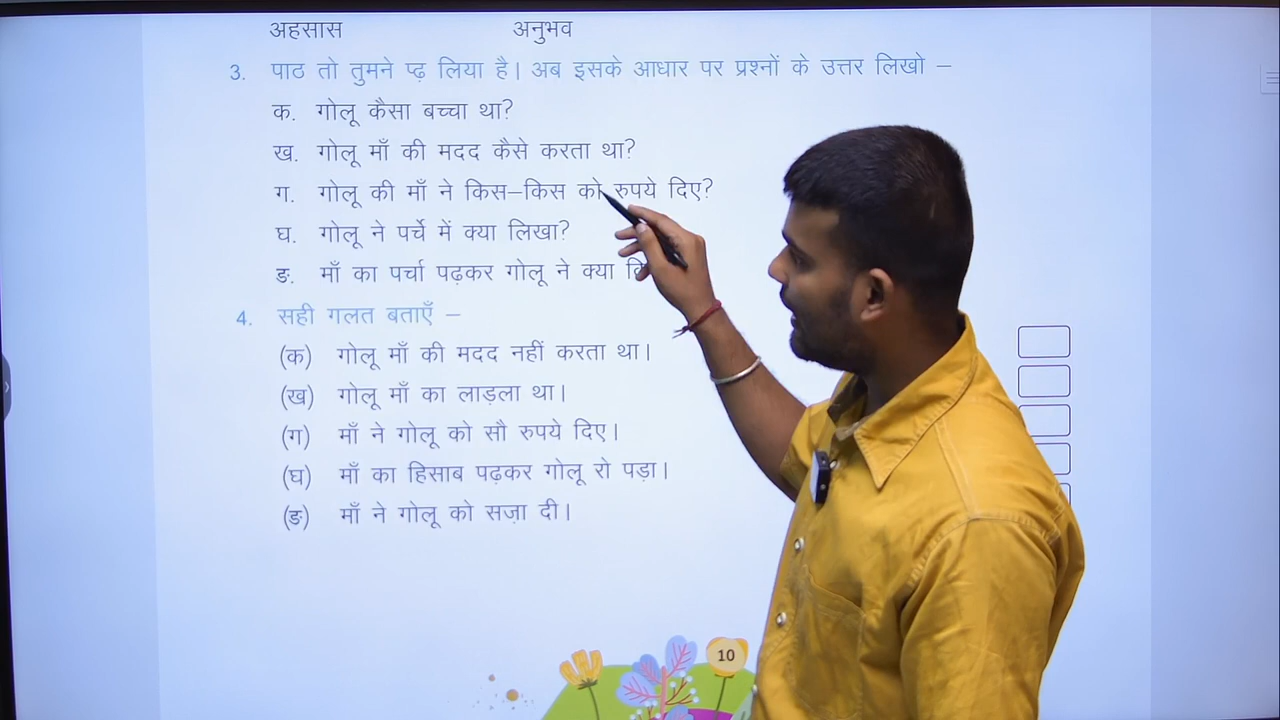 अहसास अनुभव
3. पाठ तो तुमने प्ढ़ लिया है। अब इसके आधार पर प्रश्नों के उत्तर लिखो –
क. गोलू कैसा बच्चा था?
ख. गोलू माँ की मदद कैसे करता था?
ग. गोलू की माँ ने किस–किस को रुपये दिए?
घ. गोलू ने पर्चे में क्या लिखा?
ङ. माँ का पर्चा पढ़कर गोलू ने क्या
4. सही गलत बताएँ –
(क) गोलू माँ की मदद नहीं करता था।
(ख) गोलू माँ का लाड़ला था।
(ग) माँ ने गोलू को सौ रुपये दिए।
(घ) माँ का हिसाब पढ़कर गोलू रो पड़ा।
(ङ) माँ ने गोलू को सज़ा दी।
10